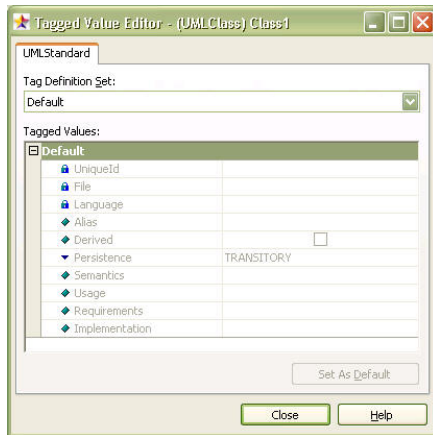 Tagged Value Editor - (UMLClass) Class1
UMLStandard
Tag Definition Set:
Default
Tagged Values:
Default
UniqueId
File
Language
Alias
Derived
Persistence TRANSITORY
Semantics
Usage
Requirements
Implementation
Set As Default
Close Help